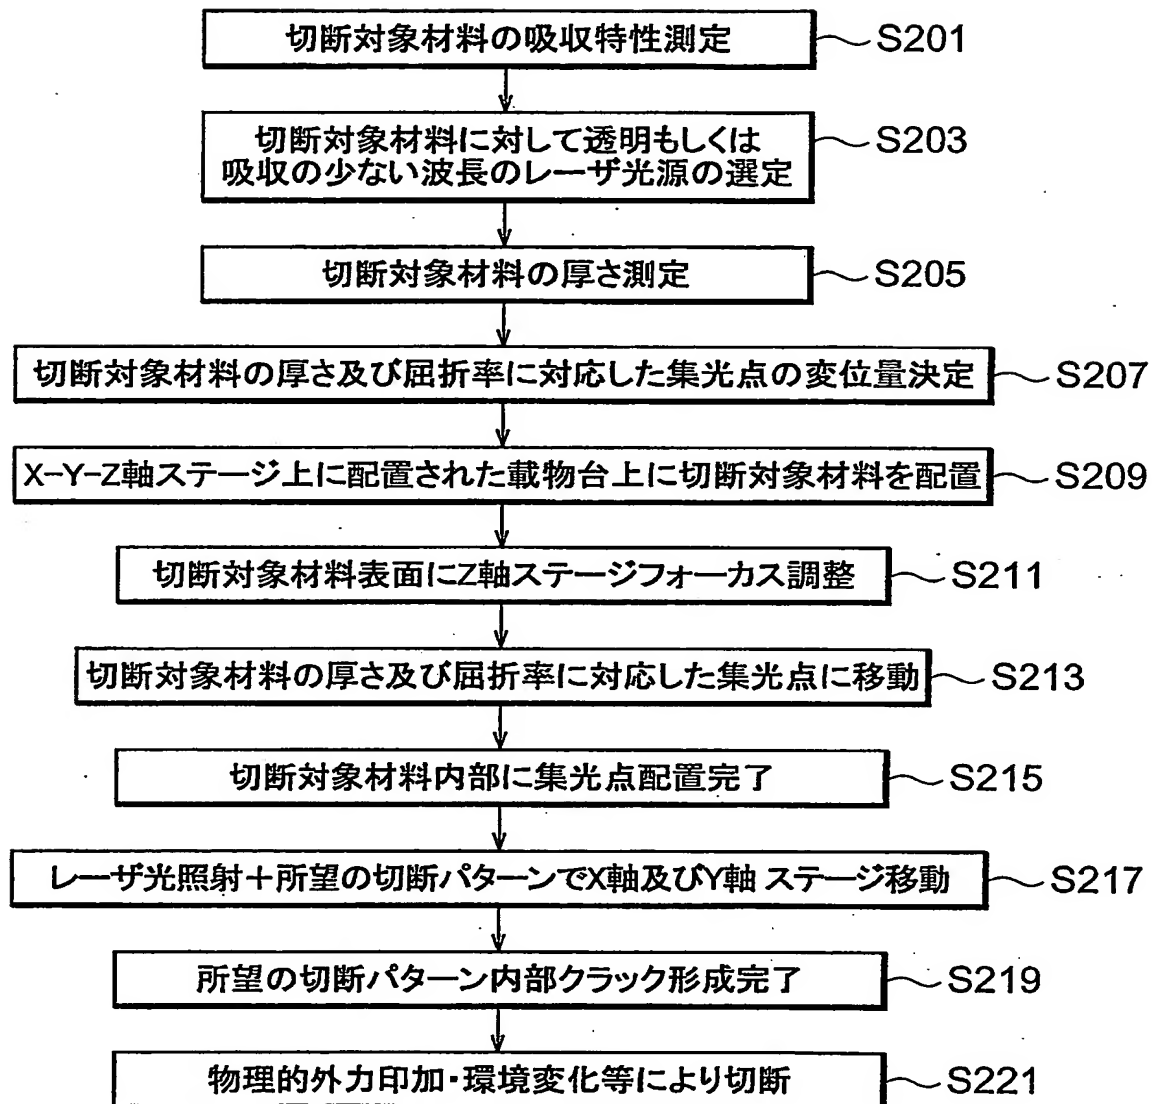 切断対象材料の吸収特性測定
S201
切断対象材料に対して透明もしくは
吸収の少ない波長のレーザ光源の選定
S203
切断対象材料の厚さ測定
S205
切断対象材料の厚さ及び屈折率に対応した集光点の変位量決定
S207
X-Y-Z軸ステージ上に配置された載物台上に切断対象材料を配置
S209
切断対象材料表面にZ軸ステージフォーカス調整
S211
切断対象材料の厚さ及び屈折率に対応した集光点に移動
S213
切断対象材料内部に集光点配置完了
S215
レーザ光照射+所望の切断パターンでX軸及びY軸 ステージ移動
S217
所望の切断パターン内部クラック形成完了
S219
物理的外力印加・環境変化等により切断
S221